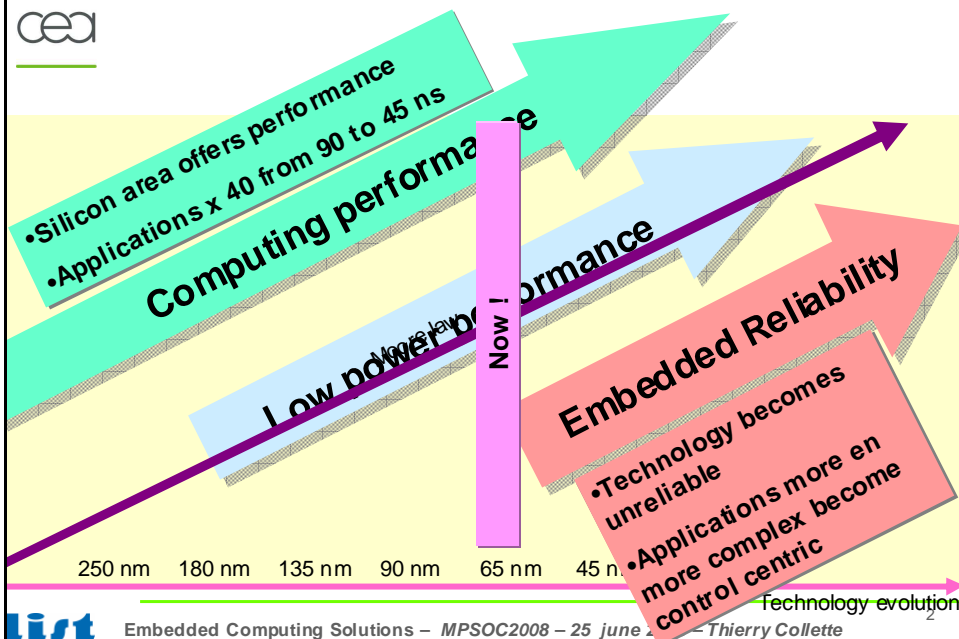 cea
•Silicon area offers performance
•Applications x 40 from 90 to 45 ns
Computing performance
Moore law
Low power performance
Now !
Embedded Reliability
•Technology becomes
unreliable
•Applications more en
more complex become
control centric
250 nm 180 nm 135 nm 90 nm 65 nm 45 n
Technology evolution
2
list
Embedded Computing Solutions – MPSOC2008 – 25 june 2 – Thierry Collette